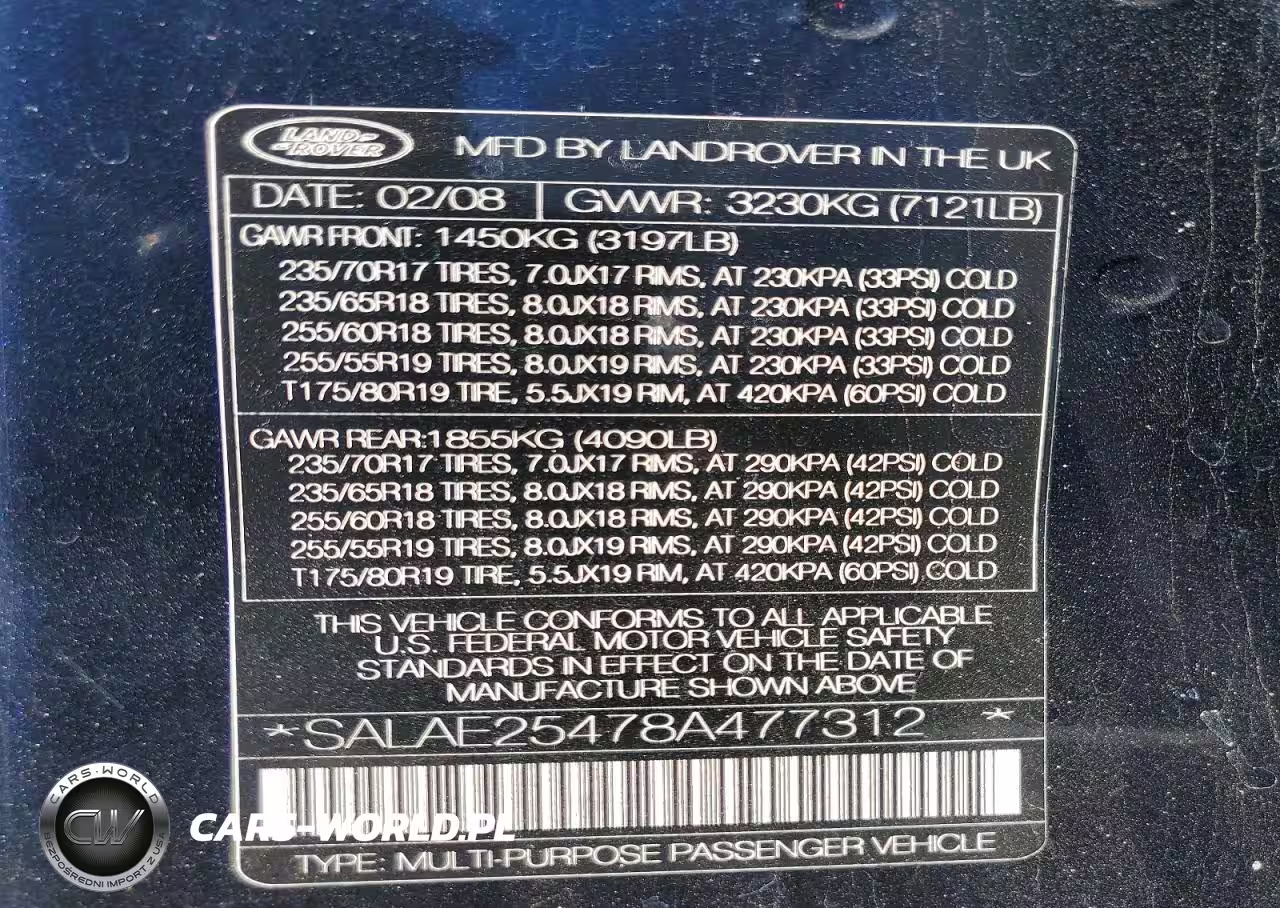 LAND-
-ROVER
MFD BY LANDROVER IN THE UK
DATE: 02/08 GVWR: 3230KG (7121LB)
GAWR FRONT: 1450KG (3197LB)
235/70R17 TIRES, 7.0JX17 RIMS, AT 230KPA (33PSI) COLD
235/65R18 TIRES, 8.0JX18 RIMS, AT 230KPA (33PSI) COLD
255/60R18 TIRES, 8.0JX18 RIMS, AT 230KPA (33PSI) COLD
255/55R19 TIRES, 8.0JX19 RIMS, AT 230KPA (33PSI) COLD
T175/80R19 TIRE, 5.5JX19 RIM, AT 420KPA (60PSI) COLD
GAWR REAR:1855KG (4090LB)
235/70R17 TIRES, 7.0JX17 RIMS, AT 290KPA (42PSI) COLD
235/65R18 TIRES, 8.0JX18 RIMS, AT 290KPA (42PSI) COLD
255/60R18 TIRES, 8.0JX18 RIMS, AT 290KPA (42PSI) COLD
255/55R19 TIRES, 8.0JX19 RIMS, AT 290KPA (42PSI) COLD
T175/80R19 TIRE, 5.5JX19 RIM, AT 420KPA (60PSI) COLD
THIS VEHICLE CONFORMS TO ALL APPLICABLE
U.S. FEDERAL MOTOR VEHICLE SAFETY
STANDARDS IN EFFECT ON THE DATE OF
MANUFACTURE SHOWN ABOVE
*SALAE25478A477312 *
TYPE: MULTI-PURPOSE PASSENGER VEHICLE
CARS-WORLD
CW
BEZPOŚREDNI IMPORT Z USA
CARS-WORLD.PL